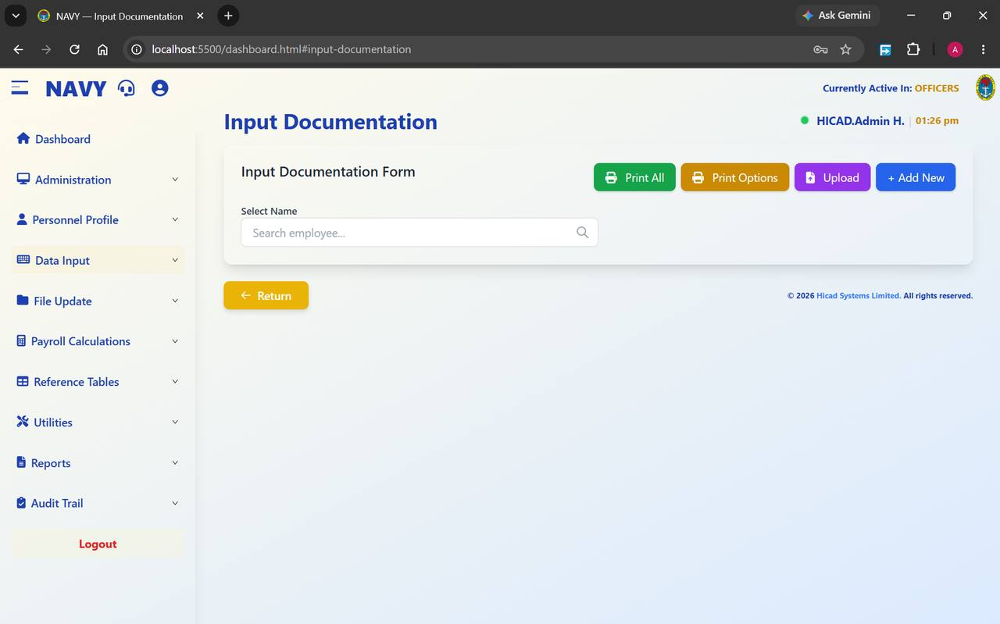 NAVY — Input Documentation
Ask Gemini
localhost:5500/dashboard.html#input-documentation
A
NAVY
Currently Active In: OFFICERS
Input Documentation
HICAD.Admin H. | 01:26 pm
Dashboard
Administration
Personnel Profile
Data Input
File Update
Payroll Calculations
Reference Tables
Utilities
Reports
Audit Trail
Logout
Input Documentation Form
Print All
Print Options
Upload
+ Add New
Select Name
Search employee...
Return
© 2026 Hicad Systems Limited. All rights reserved.